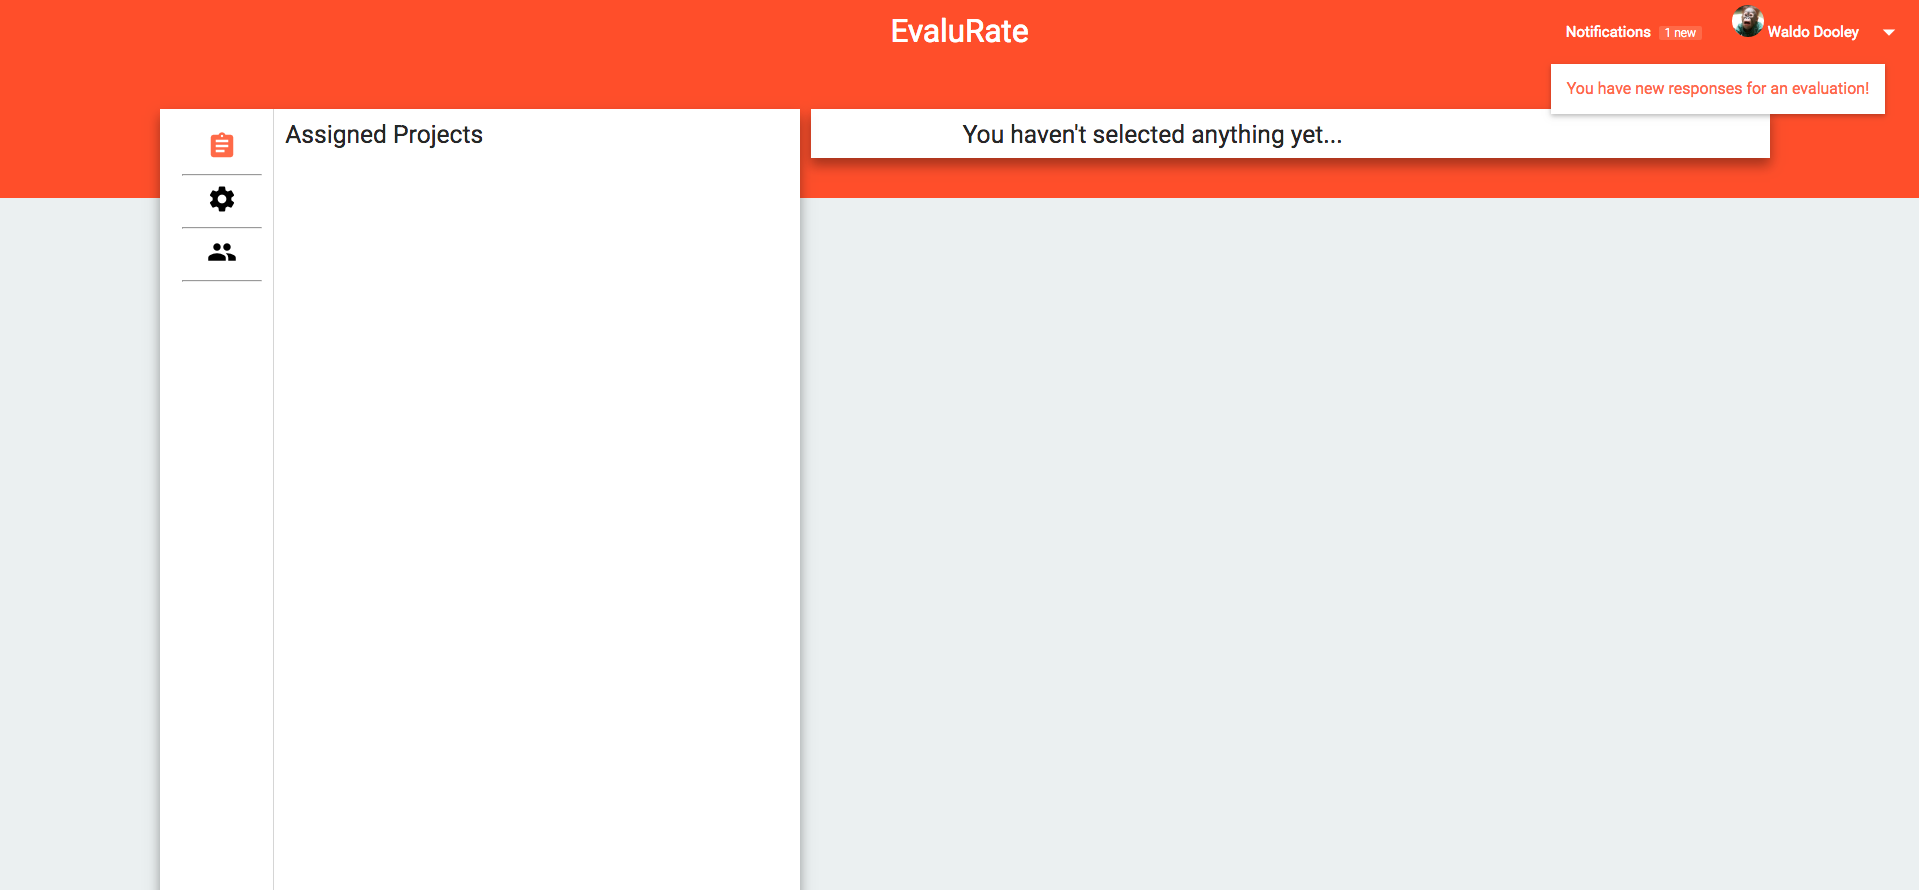 EvaluRate
Notifications 1 new
Waldo Dooley
You have new responses for an evaluation!
Assigned Projects
You haven't selected anything yet...